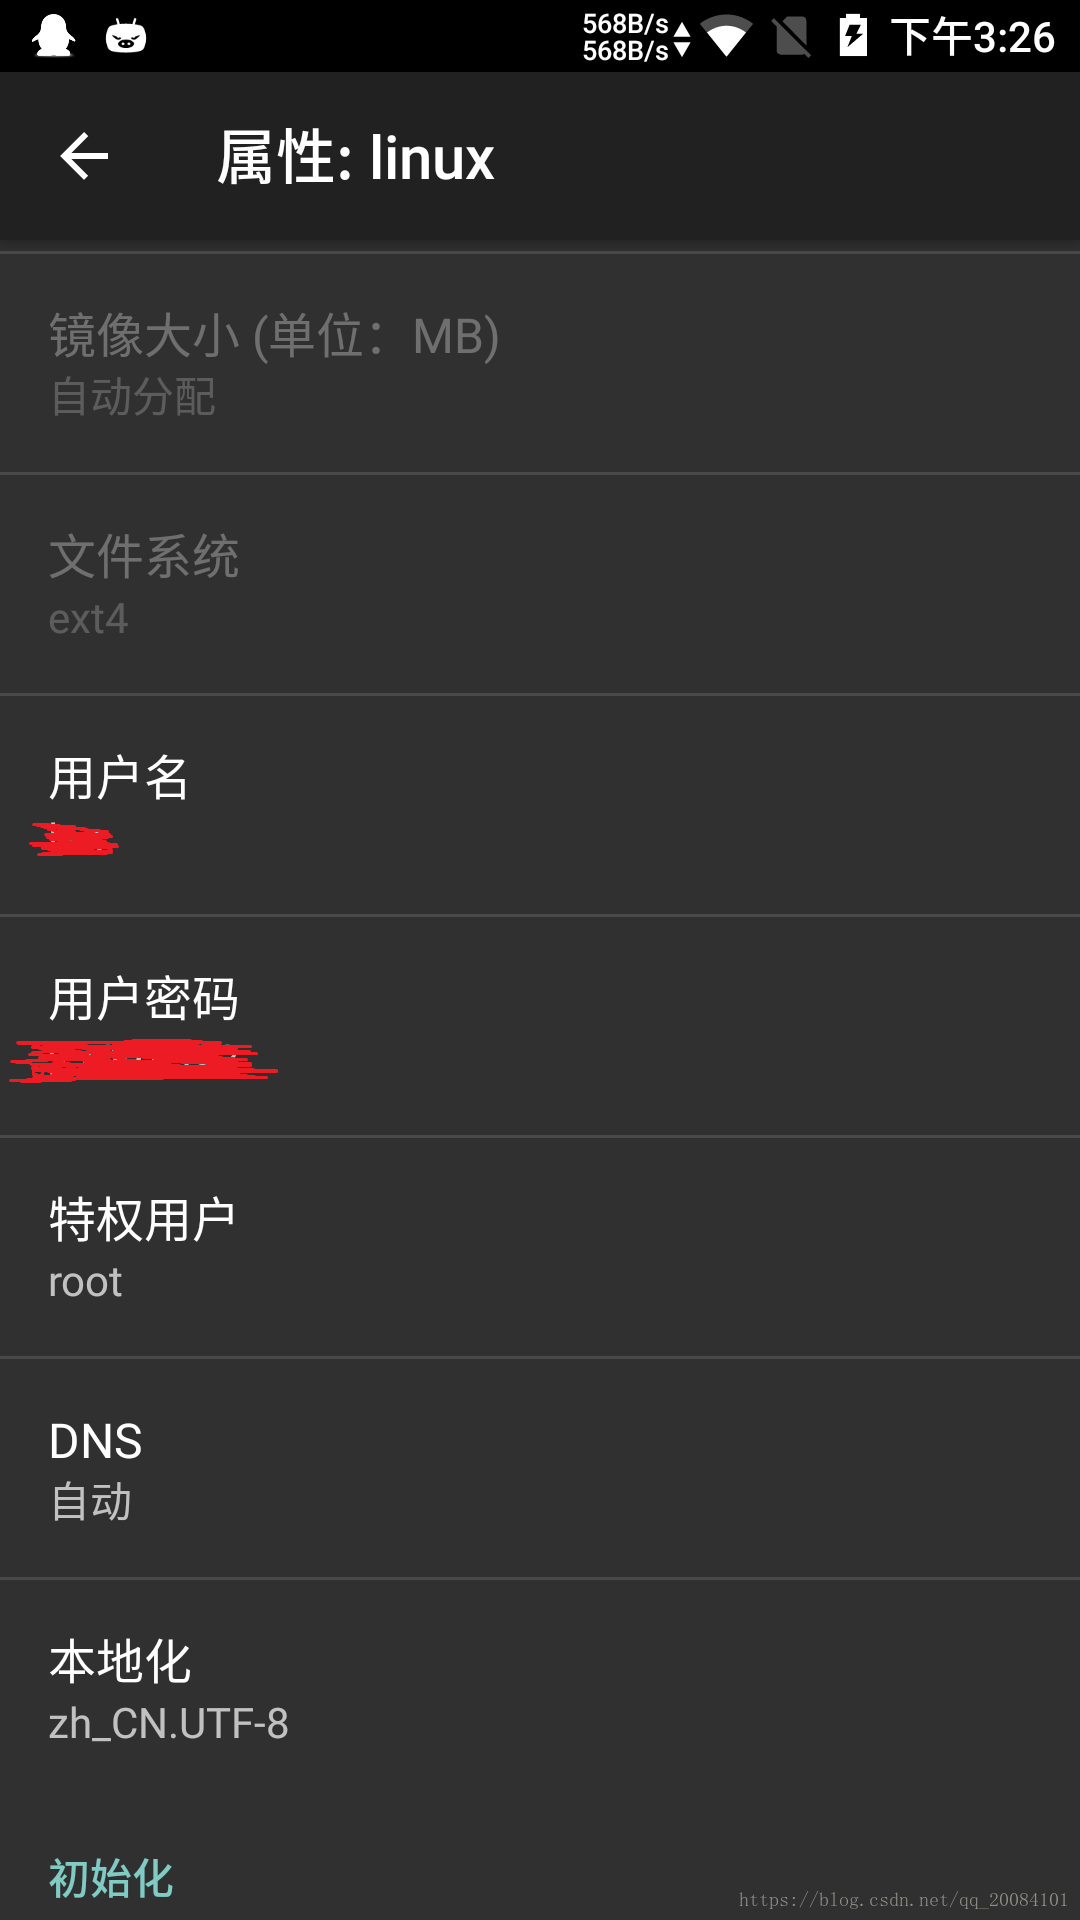 568B/s
568B/s
下午3:26
属性: linux
镜像大小 (单位：MB)
自动分配
文件系统
ext4
用户名
用户密码
特权用户
root
DNS
自动
本地化
zh_CN.UTF-8
初始化
https://blog.csdn.net/qq_20084101